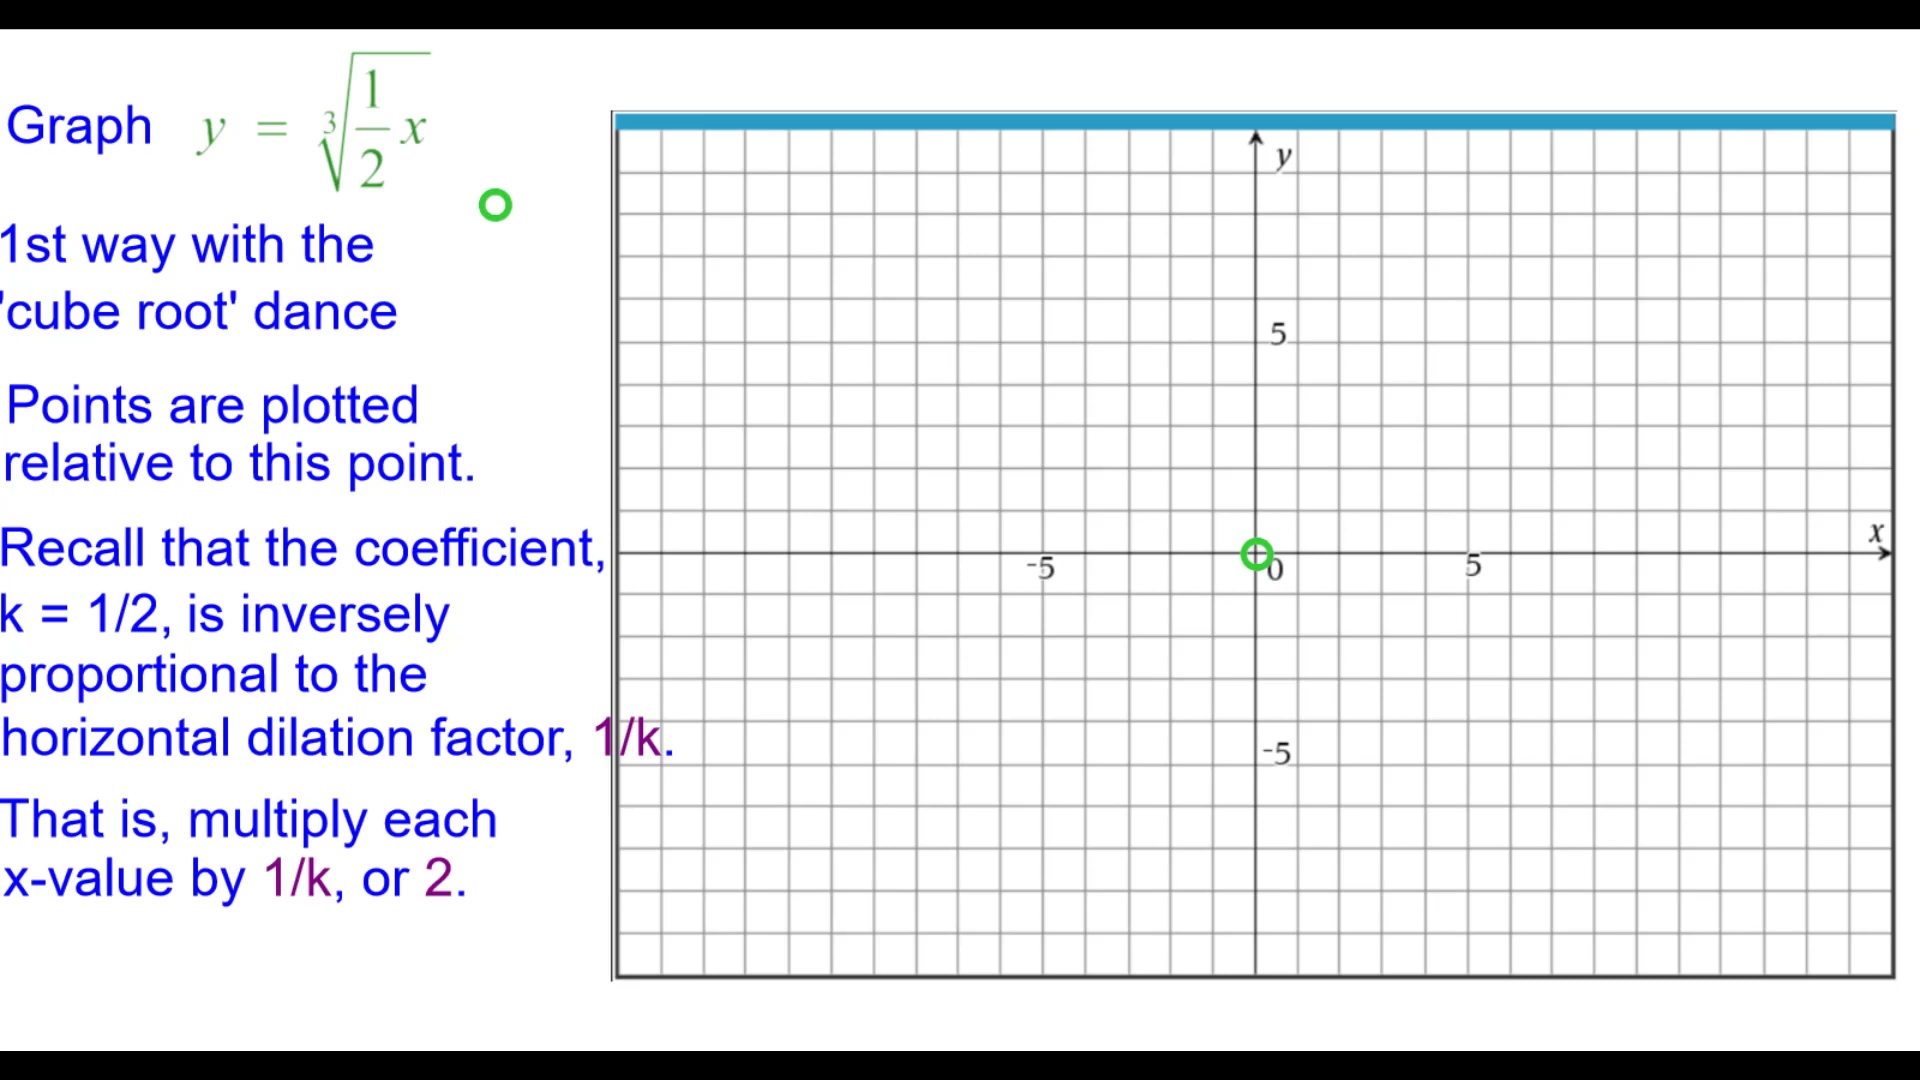 Graph y = ∛(1/2 x)
1st way with the
'cube root' dance
Points are plotted
relative to this point.
Recall that the coefficient,
k = 1/2, is inversely
proportional to the
horizontal dilation factor, 1/k.
That is, multiply each
x-value by 1/k, or 2.
y
5
x
-5 0 5
-5